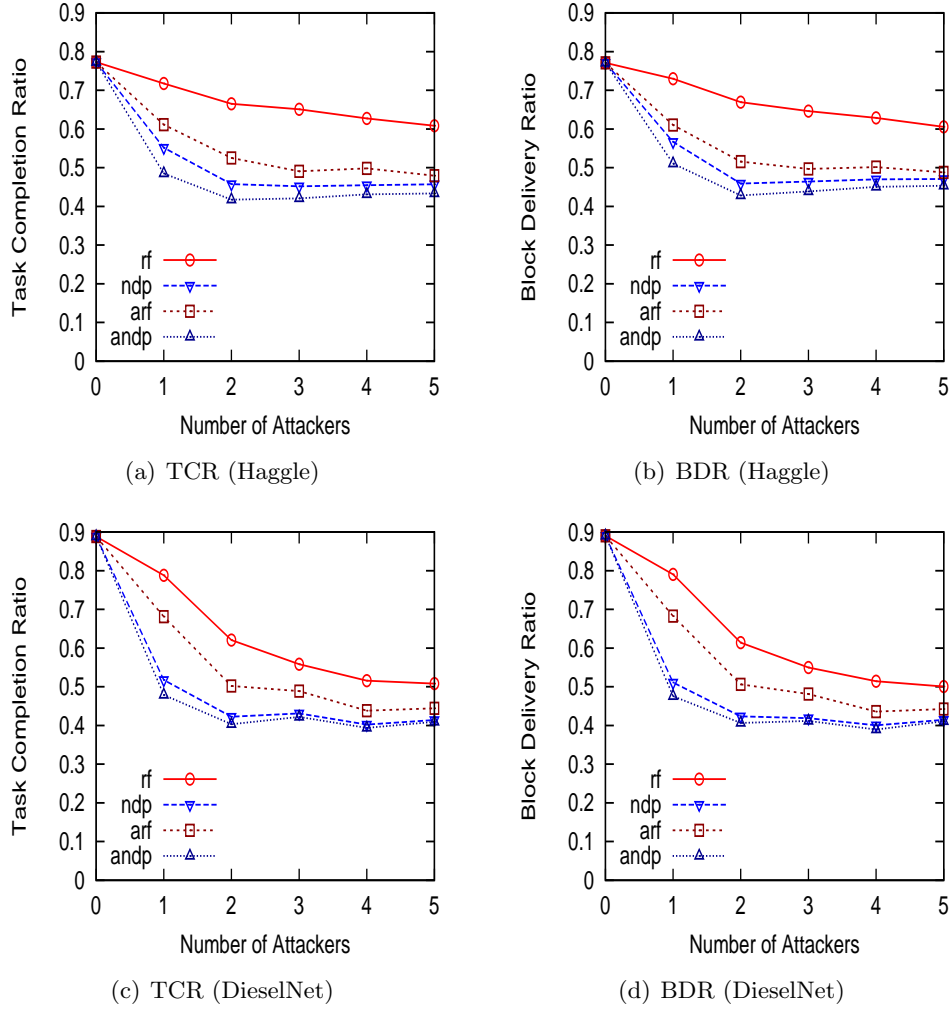 0.9
0.8
0.7
0.6
0.5
0.4
0.3
0.2
0.1
0
Task Completion Ratio
rf
ndp
arf
andp
0 1 2 3 4 5
Number of Attackers
(a) TCR (Haggle)
0.9
0.8
0.7
0.6
0.5
0.4
0.3
0.2
0.1
0
Block Delivery Ratio
rf
ndp
arf
andp
0 1 2 3 4 5
Number of Attackers
(b) BDR (Haggle)
0.9
0.8
0.7
0.6
0.5
0.4
0.3
0.2
0.1
0
Task Completion Ratio
rf
ndp
arf
andp
0 1 2 3 4 5
Number of Attackers
(c) TCR (DieselNet)
0.9
0.8
0.7
0.6
0.5
0.4
0.3
0.2
0.1
0
Block Delivery Ratio
rf
ndp
arf
andp
0 1 2 3 4 5
Number of Attackers
(d) BDR (DieselNet)